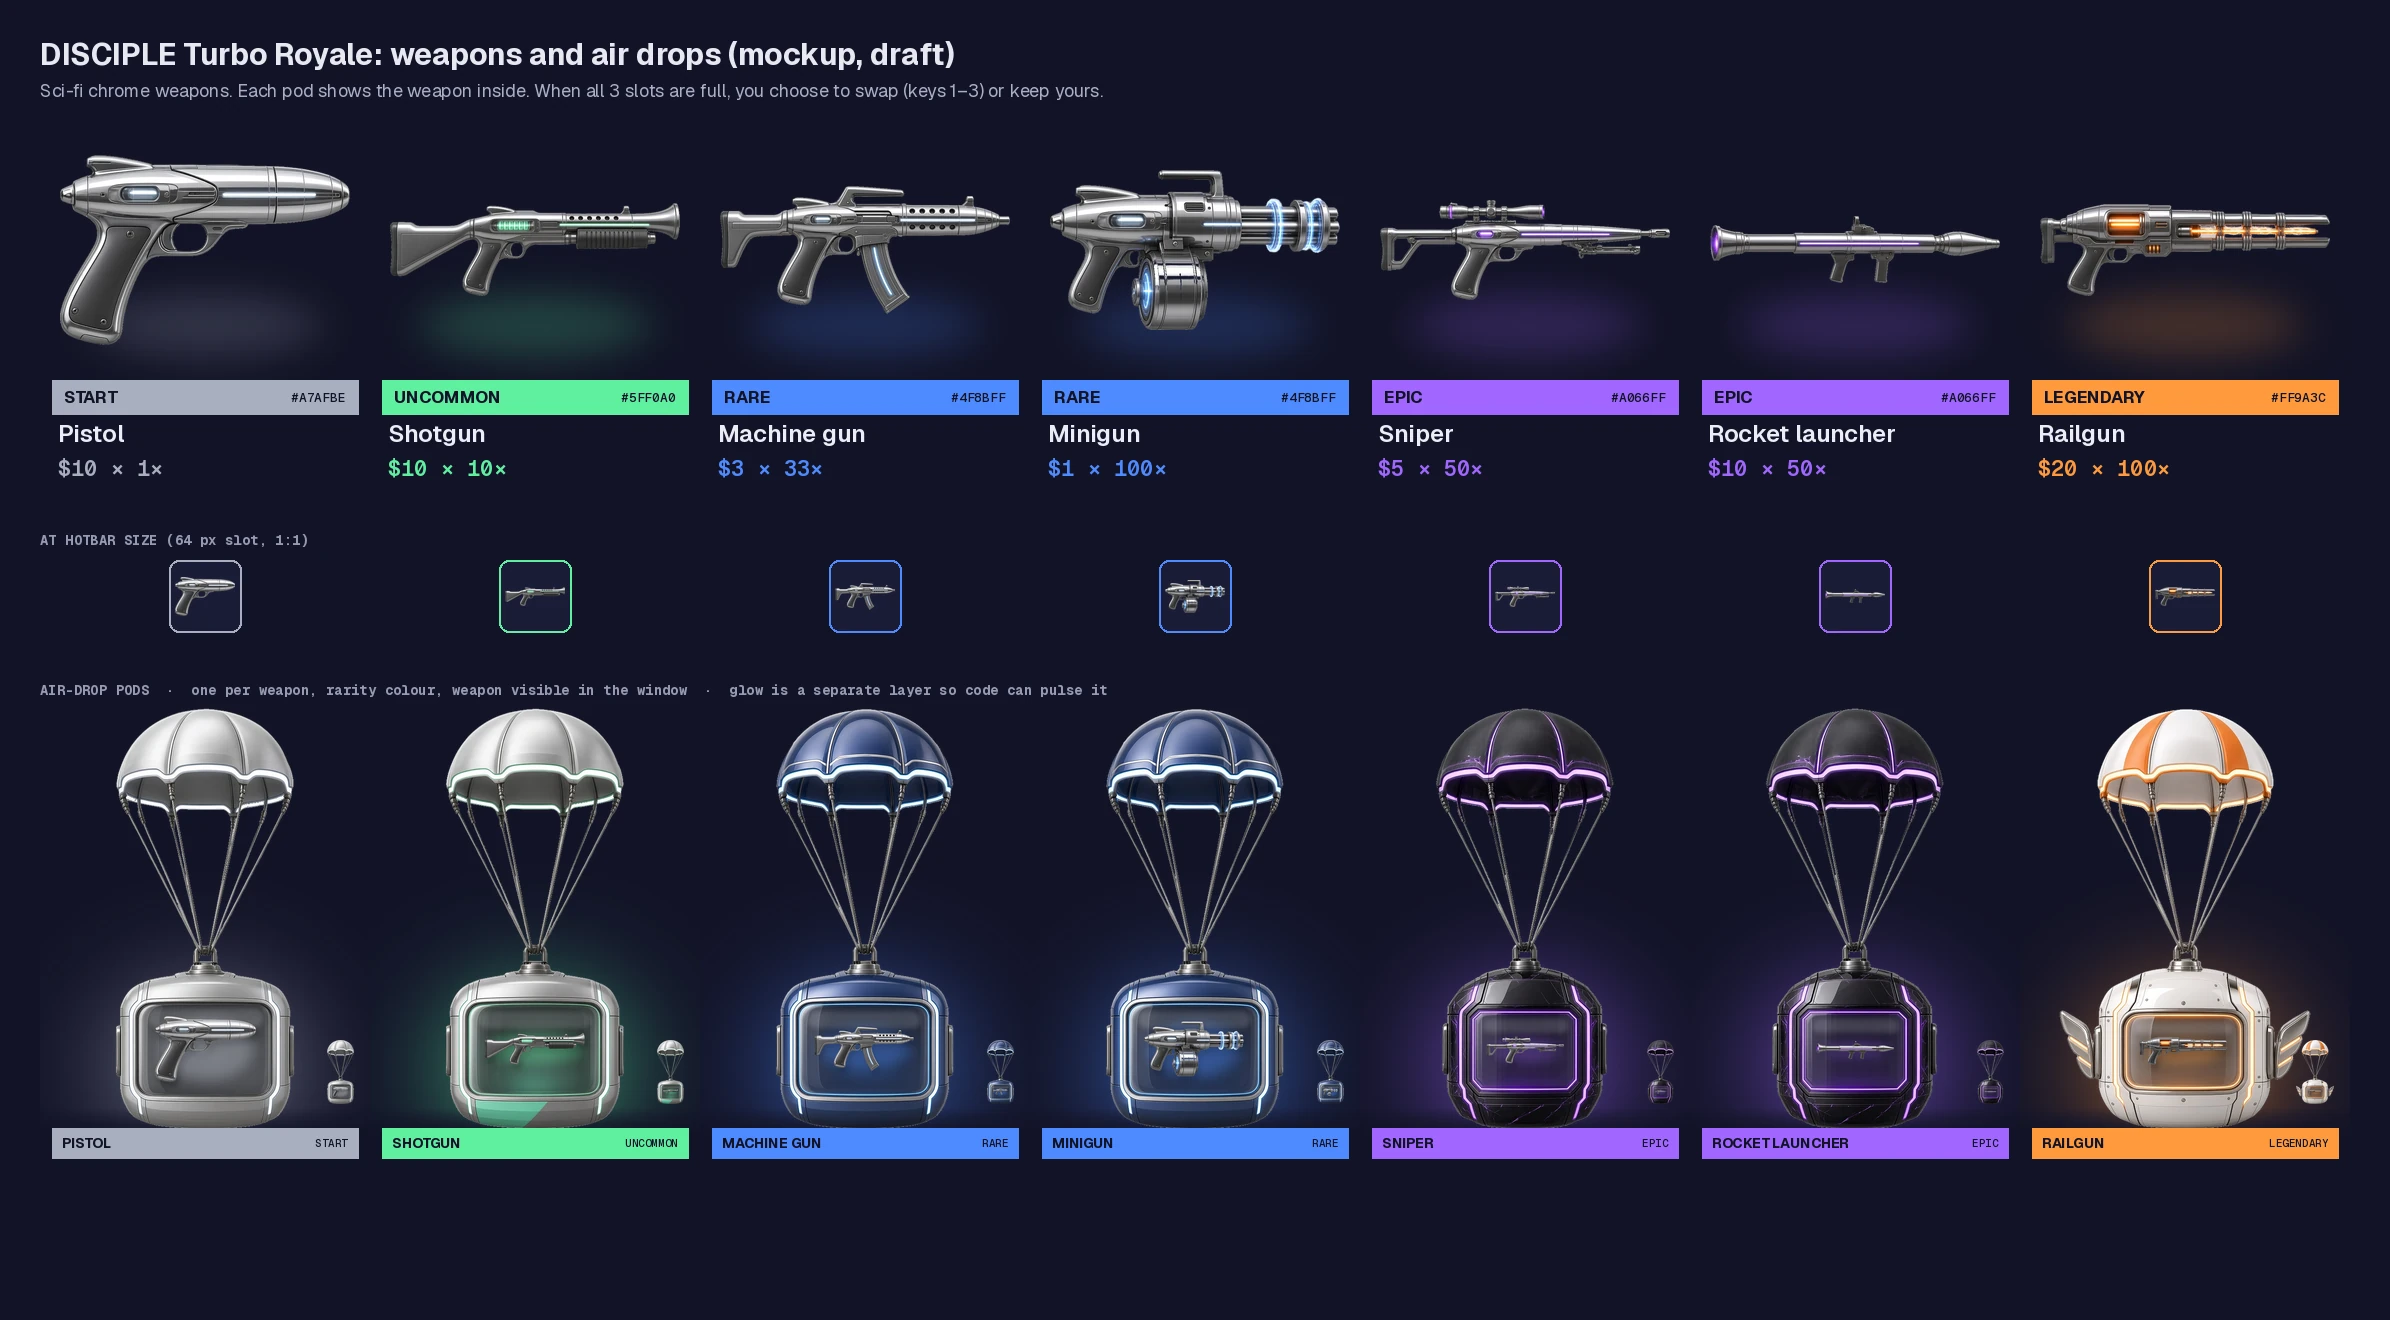 DISCIPLE Turbo Royale: weapons and air drops (mockup, draft)
Sci-fi chrome weapons. Each pod shows the weapon inside. When all 3 slots are full, you choose to swap (keys 1–3) or keep yours.
START #A7AFBE
UNCOMMON #5FF0A0
RARE #4F8BFF
RARE #4F8BFF
EPIC #A066FF
EPIC #A066FF
LEGENDARY #FF9A3C
Pistol
Shotgun
Machine gun
Minigun
Sniper
Rocket launcher
Railgun
$10 × 1×
$10 × 10×
$3 × 33×
$1 × 100×
$5 × 50×
$10 × 50×
$20 × 100×
AT HOTBAR SIZE (64 px slot, 1:1)
AIR-DROP PODS · one per weapon, rarity colour, weapon visible in the window · glow is a separate layer so code can pulse it
PISTOL START
SHOTGUN UNCOMMON
MACHINE GUN RARE
MINIGUN RARE
SNIPER EPIC
ROCKET LAUNCHER EPIC
RAILGUN LEGENDARY